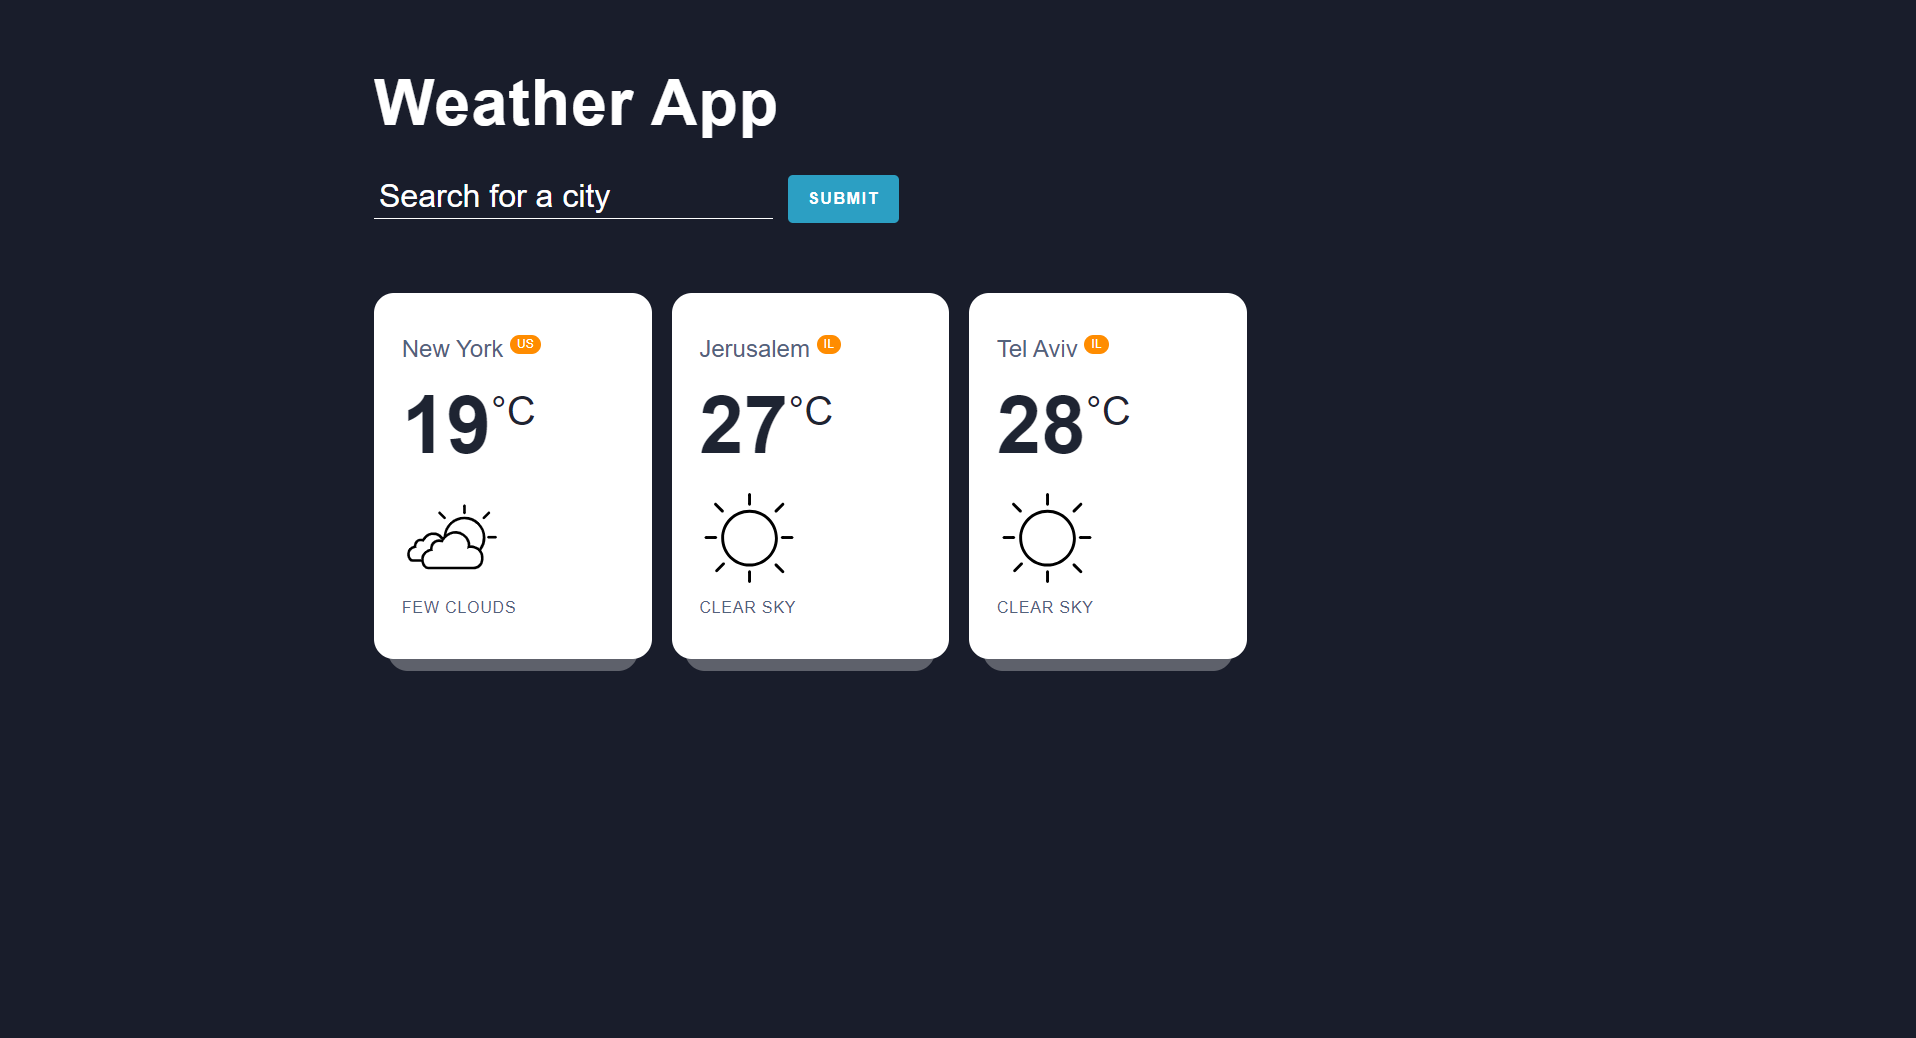 Weather App
Search for a city
SUBMIT
New York US
19°C
FEW CLOUDS
Jerusalem IL
27°C
CLEAR SKY
Tel Aviv IL
28°C
CLEAR SKY